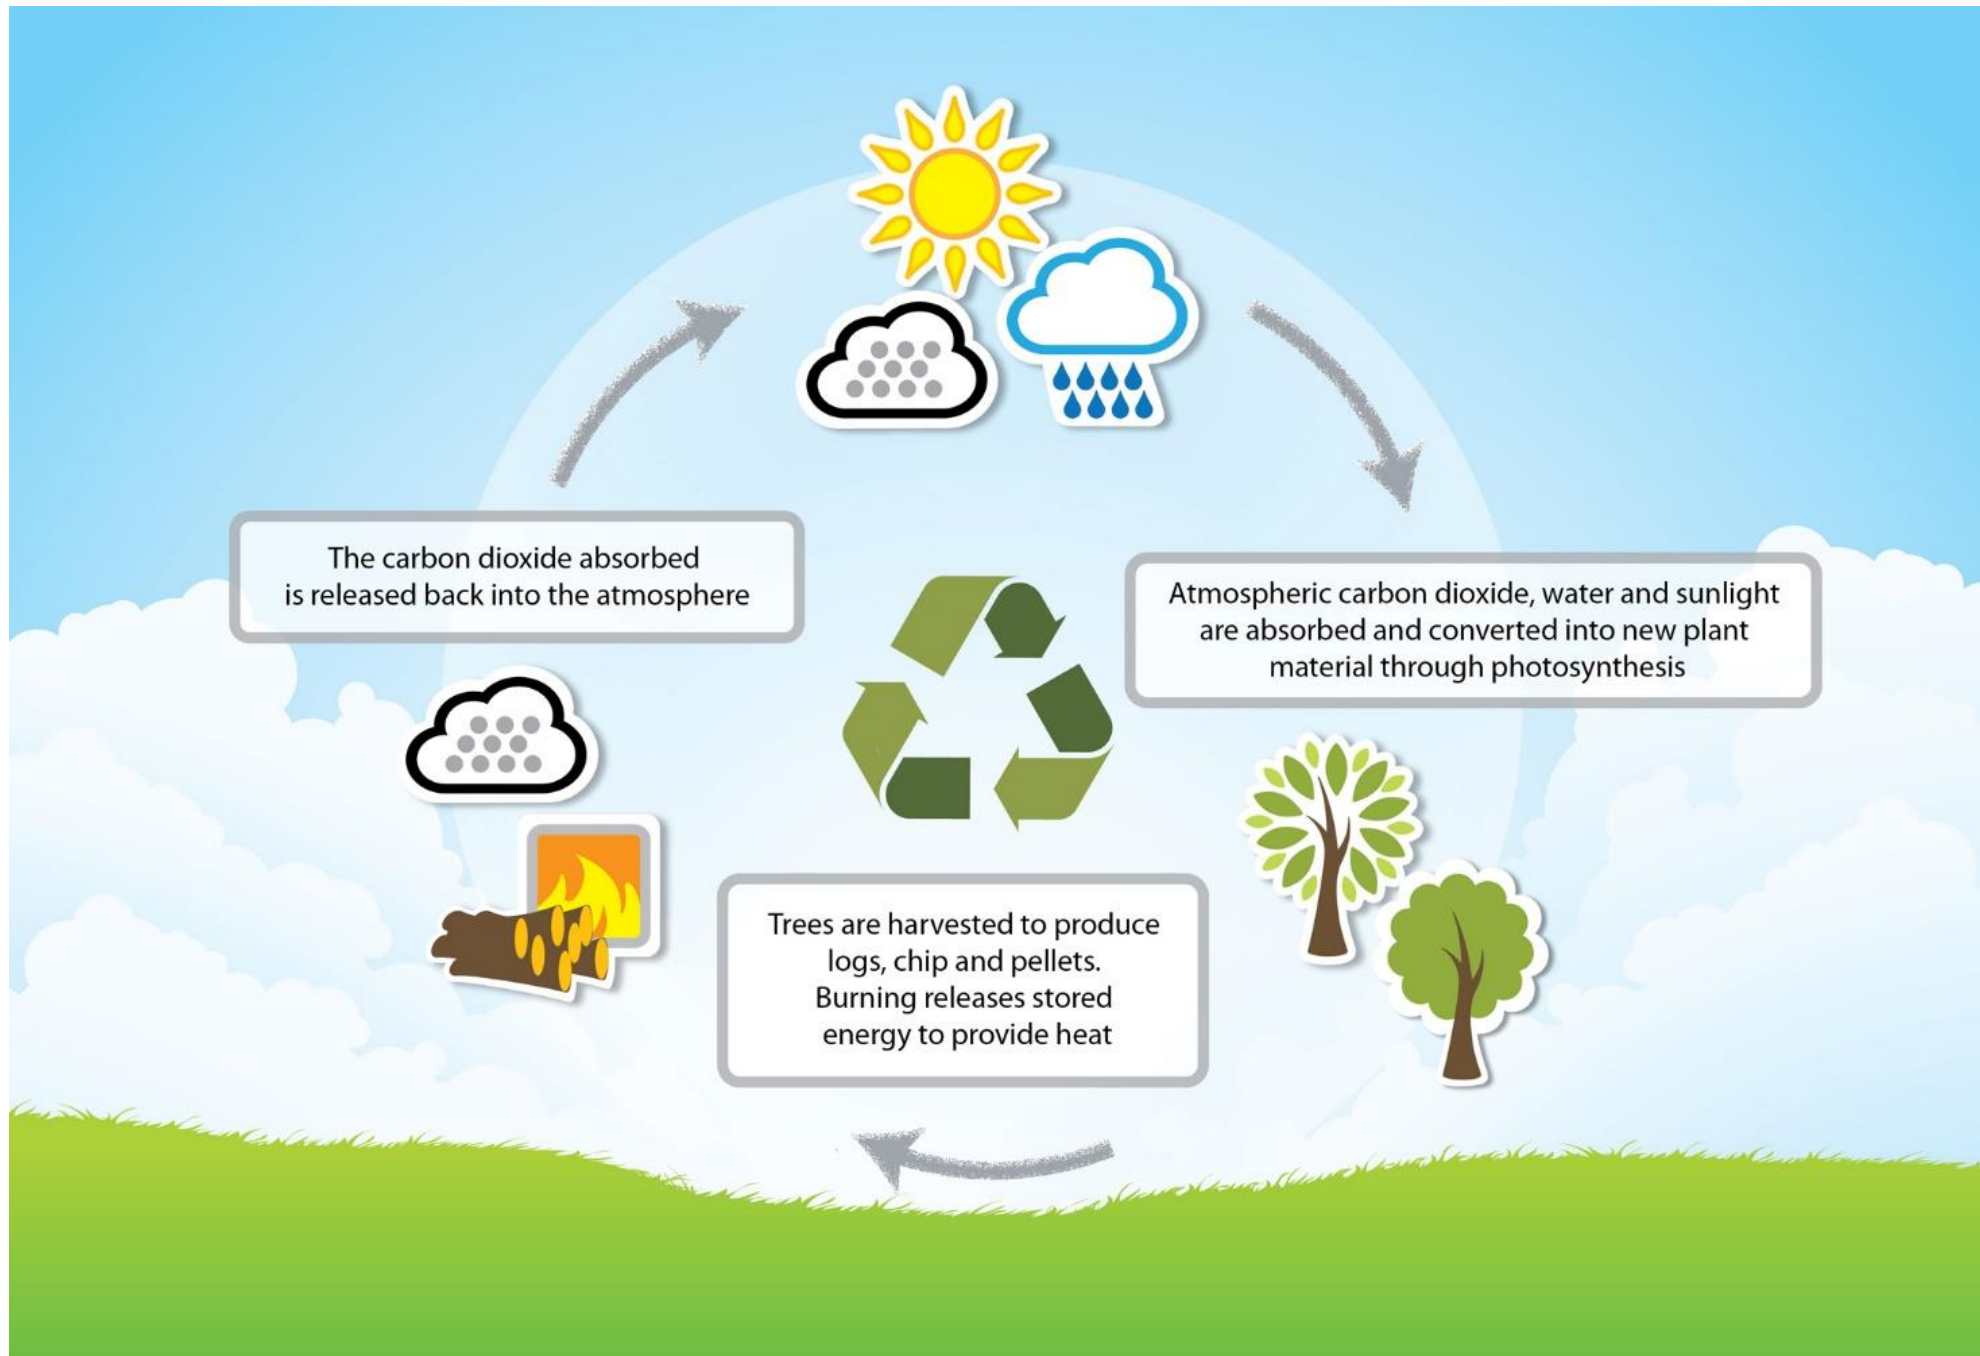 The carbon dioxide absorbed
is released back into the atmosphere
Atmospheric carbon dioxide, water and sunlight
are absorbed and converted into new plant
material through photosynthesis
Trees are harvested to produce
logs, chip and pellets.
Burning releases stored
energy to provide heat